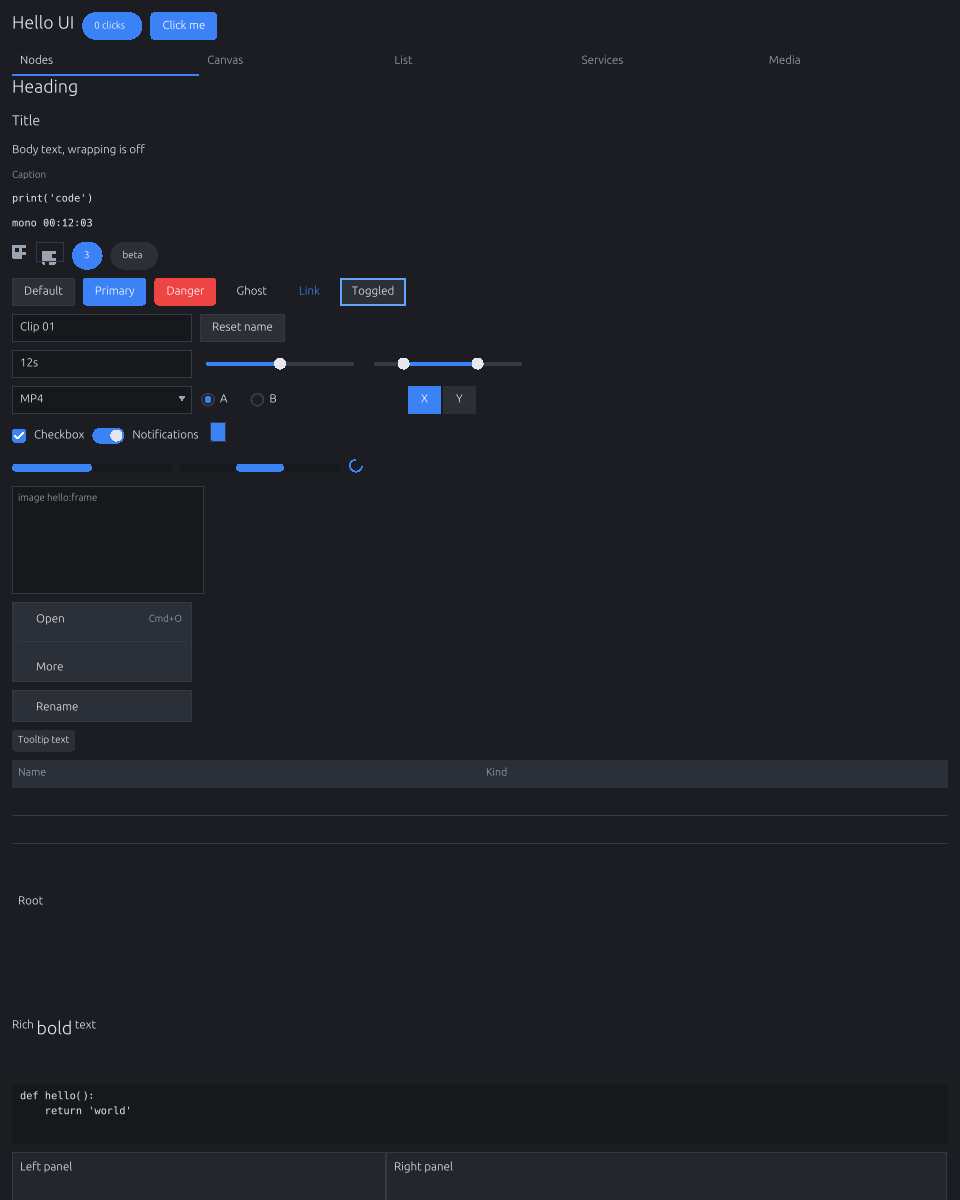 Hello UI 0 clicks Click me
Nodes Canvas List Services Media
Heading
Title
Body text, wrapping is off
Caption
print('code')
mono 00:12:03
3 beta
Default Primary Danger Ghost Link Toggled
Clip 01 Reset name
12s
MP4 A B X Y
Checkbox Notifications
image hello:frame
Open Cmd+O
More
Rename
Tooltip text
Name Kind
Root
Rich bold text
def hello():
    return 'world'
Left panel Right panel